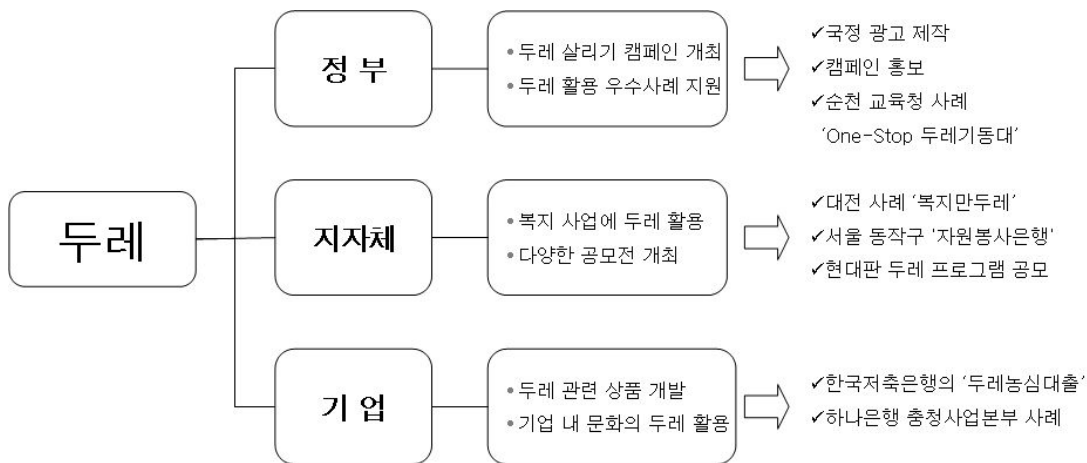 두레
정 부
• 두레 살리기 캠페인 개최
• 두레 활용 우수사례 지원
✓국정 광고 제작
✓캠페인 홍보
✓순천 교육청 사례
‘One-Stop 두레기동대’
지자체
• 복지 사업에 두레 활용
• 다양한 공모전 개최
✓대전 사례 ‘복지만두레’
✓서울 동작구 '자원봉사은행'
✓현대판 두레 프로그램 공모
기 업
• 두레 관련 상품 개발
• 기업 내 문화의 두레 활용
✓한국저축은행의 ‘두레농심대출’
✓하나은행 충청사업본부 사례